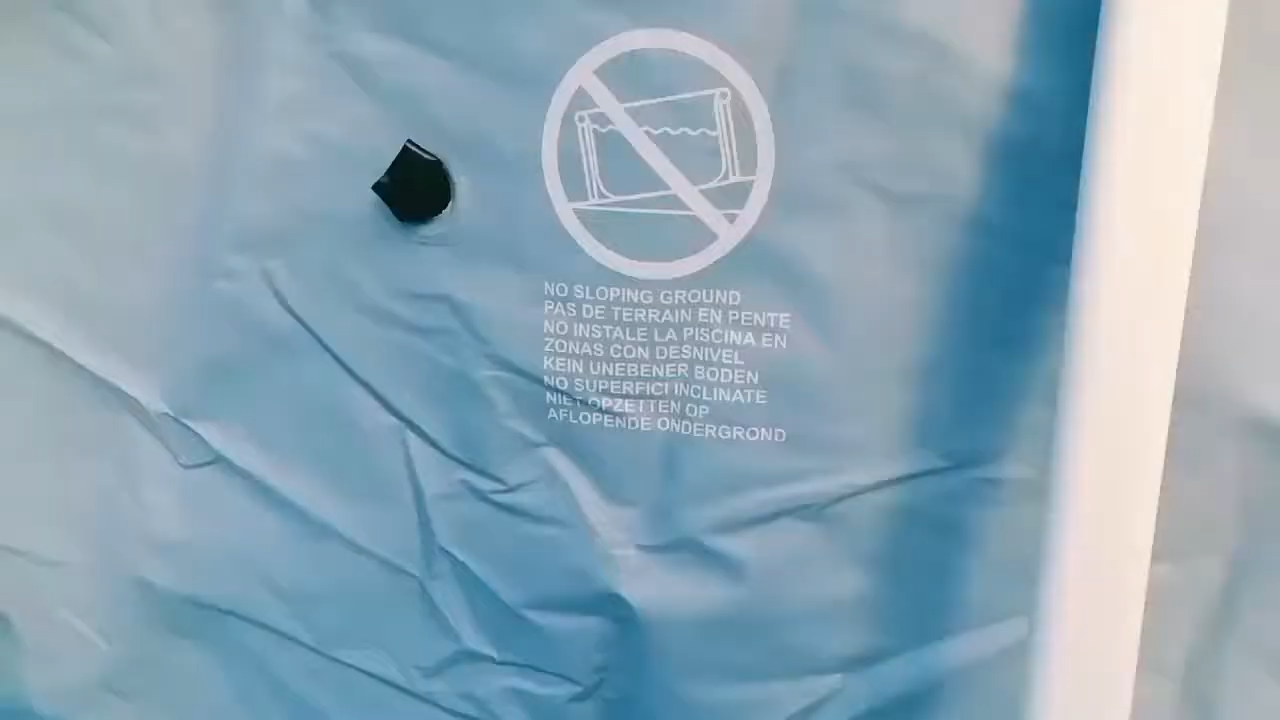 NO SLOPING GROUND
PAS DE TERRAIN EN PENTE
NO INSTALE LA PISCINA EN
ZONAS CON DESNIVEL
KEIN UNEBENER BODEN
NO SUPERFICI INCLINATE
NIET OPZETTEN OP
AFLOPENDE ONDERGROND